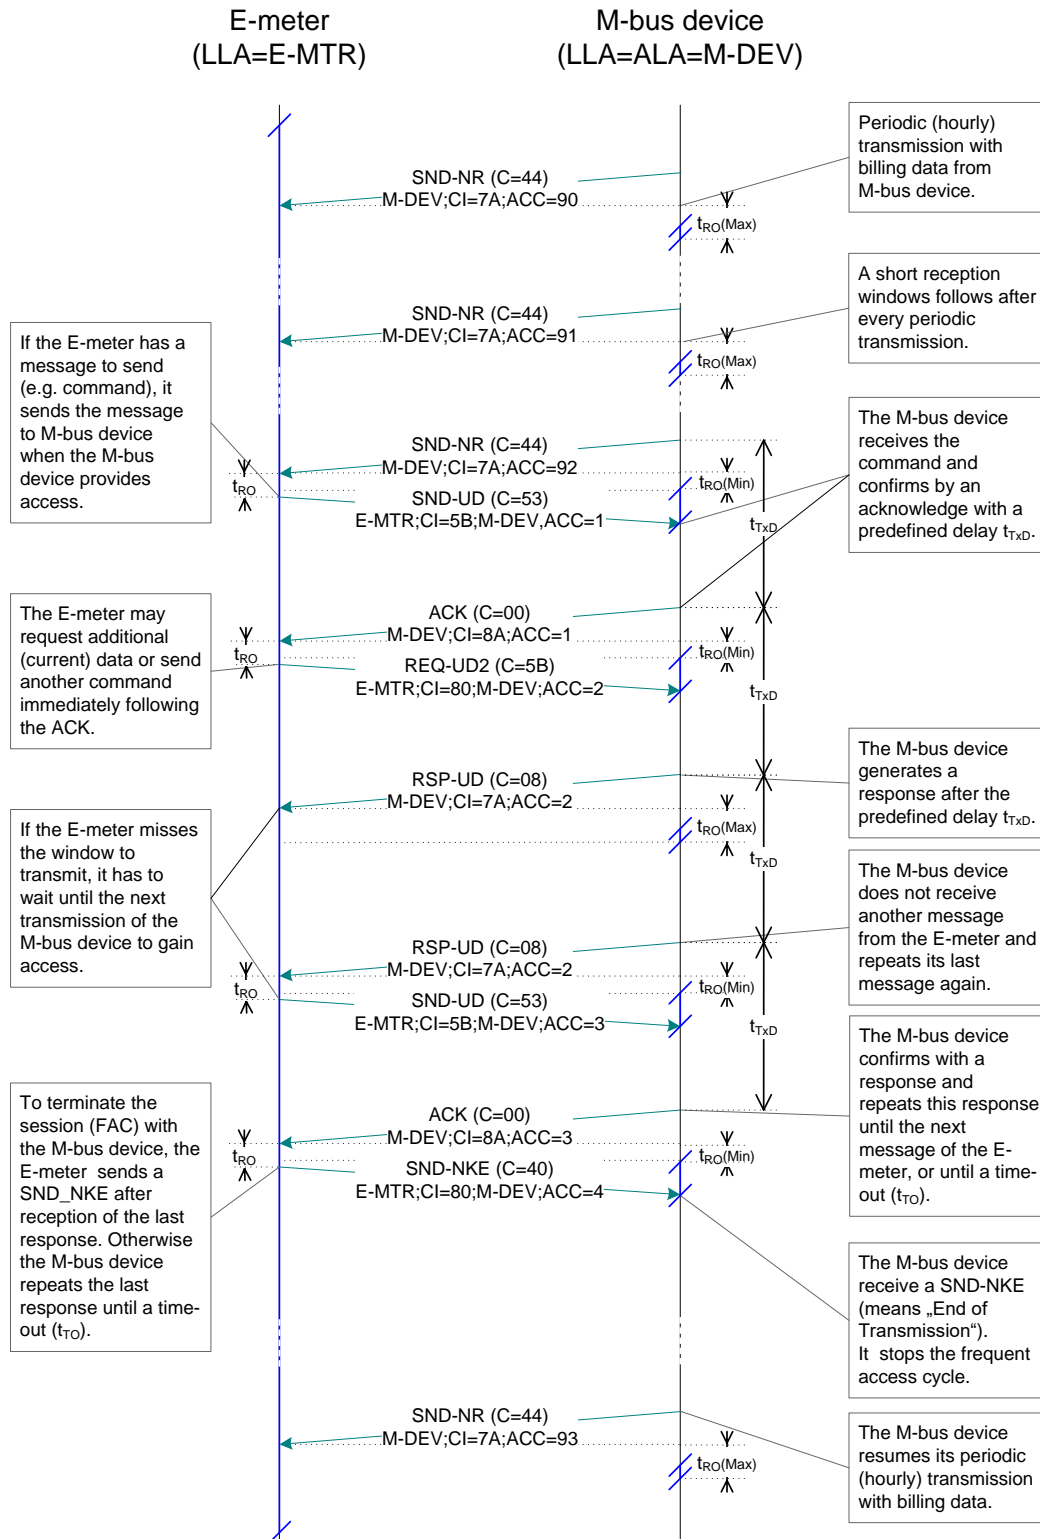 E-meter
(LLA=E-MTR)
M-bus device
(LLA=ALA=M-DEV)
Periodic (hourly)
transmission with
billing data from
M-bus device.
SND-NR (C=44)
M-DEV;CI=7A;ACC=90
tRO(Max)
A short reception
windows follows after
every periodic
transmission.
SND-NR (C=44)
M-DEV;CI=7A;ACC=91
tRO(Max)
If the E-meter has a
message to send
(e.g. command), it
sends the message
to M-bus device
when the M-bus
device provides
access.
The M-bus device
receives the
command and
confirms by an
acknowledge with a
predefined delay tTxD.
SND-NR (C=44)
M-DEV;CI=7A;ACC=92
tRO
tRO(Min)
SND-UD (C=53)
E-MTR;CI=5B;M-DEV,ACC=1
tTxD
The E-meter may
request additional
(current) data or send
another command
immediately following
the ACK.
ACK (C=00)
M-DEV;CI=8A;ACC=1
tRO
tRO(Min)
REQ-UD2 (C=5B)
E-MTR;CI=80;M-DEV;ACC=2
tTxD
The M-bus device
generates a
response after the
predefined delay tTxD.
RSP-UD (C=08)
M-DEV;CI=7A;ACC=2
tRO(Max)
tTxD
If the E-meter misses
the window to
transmit, it has to
wait until the next
transmission of the
M-bus device to gain
access.
The M-bus device
does not receive
another message
from the E-meter and
repeats its last
message again.
RSP-UD (C=08)
M-DEV;CI=7A;ACC=2
tRO
tRO(Min)
SND-UD (C=53)
E-MTR;CI=5B;M-DEV;ACC=3
tTxD
The M-bus device
confirms with a
response and
repeats this response
until the next
message of the E-
meter, or until a time-
out (tTO).
To terminate the
session (FAC) with
the M-bus device, the
E-meter sends a
SND_NKE after
reception of the last
response. Otherwise
the M-bus device
repeats the last
response until a time-
out (tTO).
ACK (C=00)
M-DEV;CI=8A;ACC=3
tRO
tRO(Min)
SND-NKE (C=40)
E-MTR;CI=80;M-DEV;ACC=4
The M-bus device
receive a SND-NKE
(means „End of
Transmission“).
It stops the frequent
access cycle.
SND-NR (C=44)
M-DEV;CI=7A;ACC=93
tRO(Max)
The M-bus device
resumes its periodic
(hourly) transmission
with billing data.